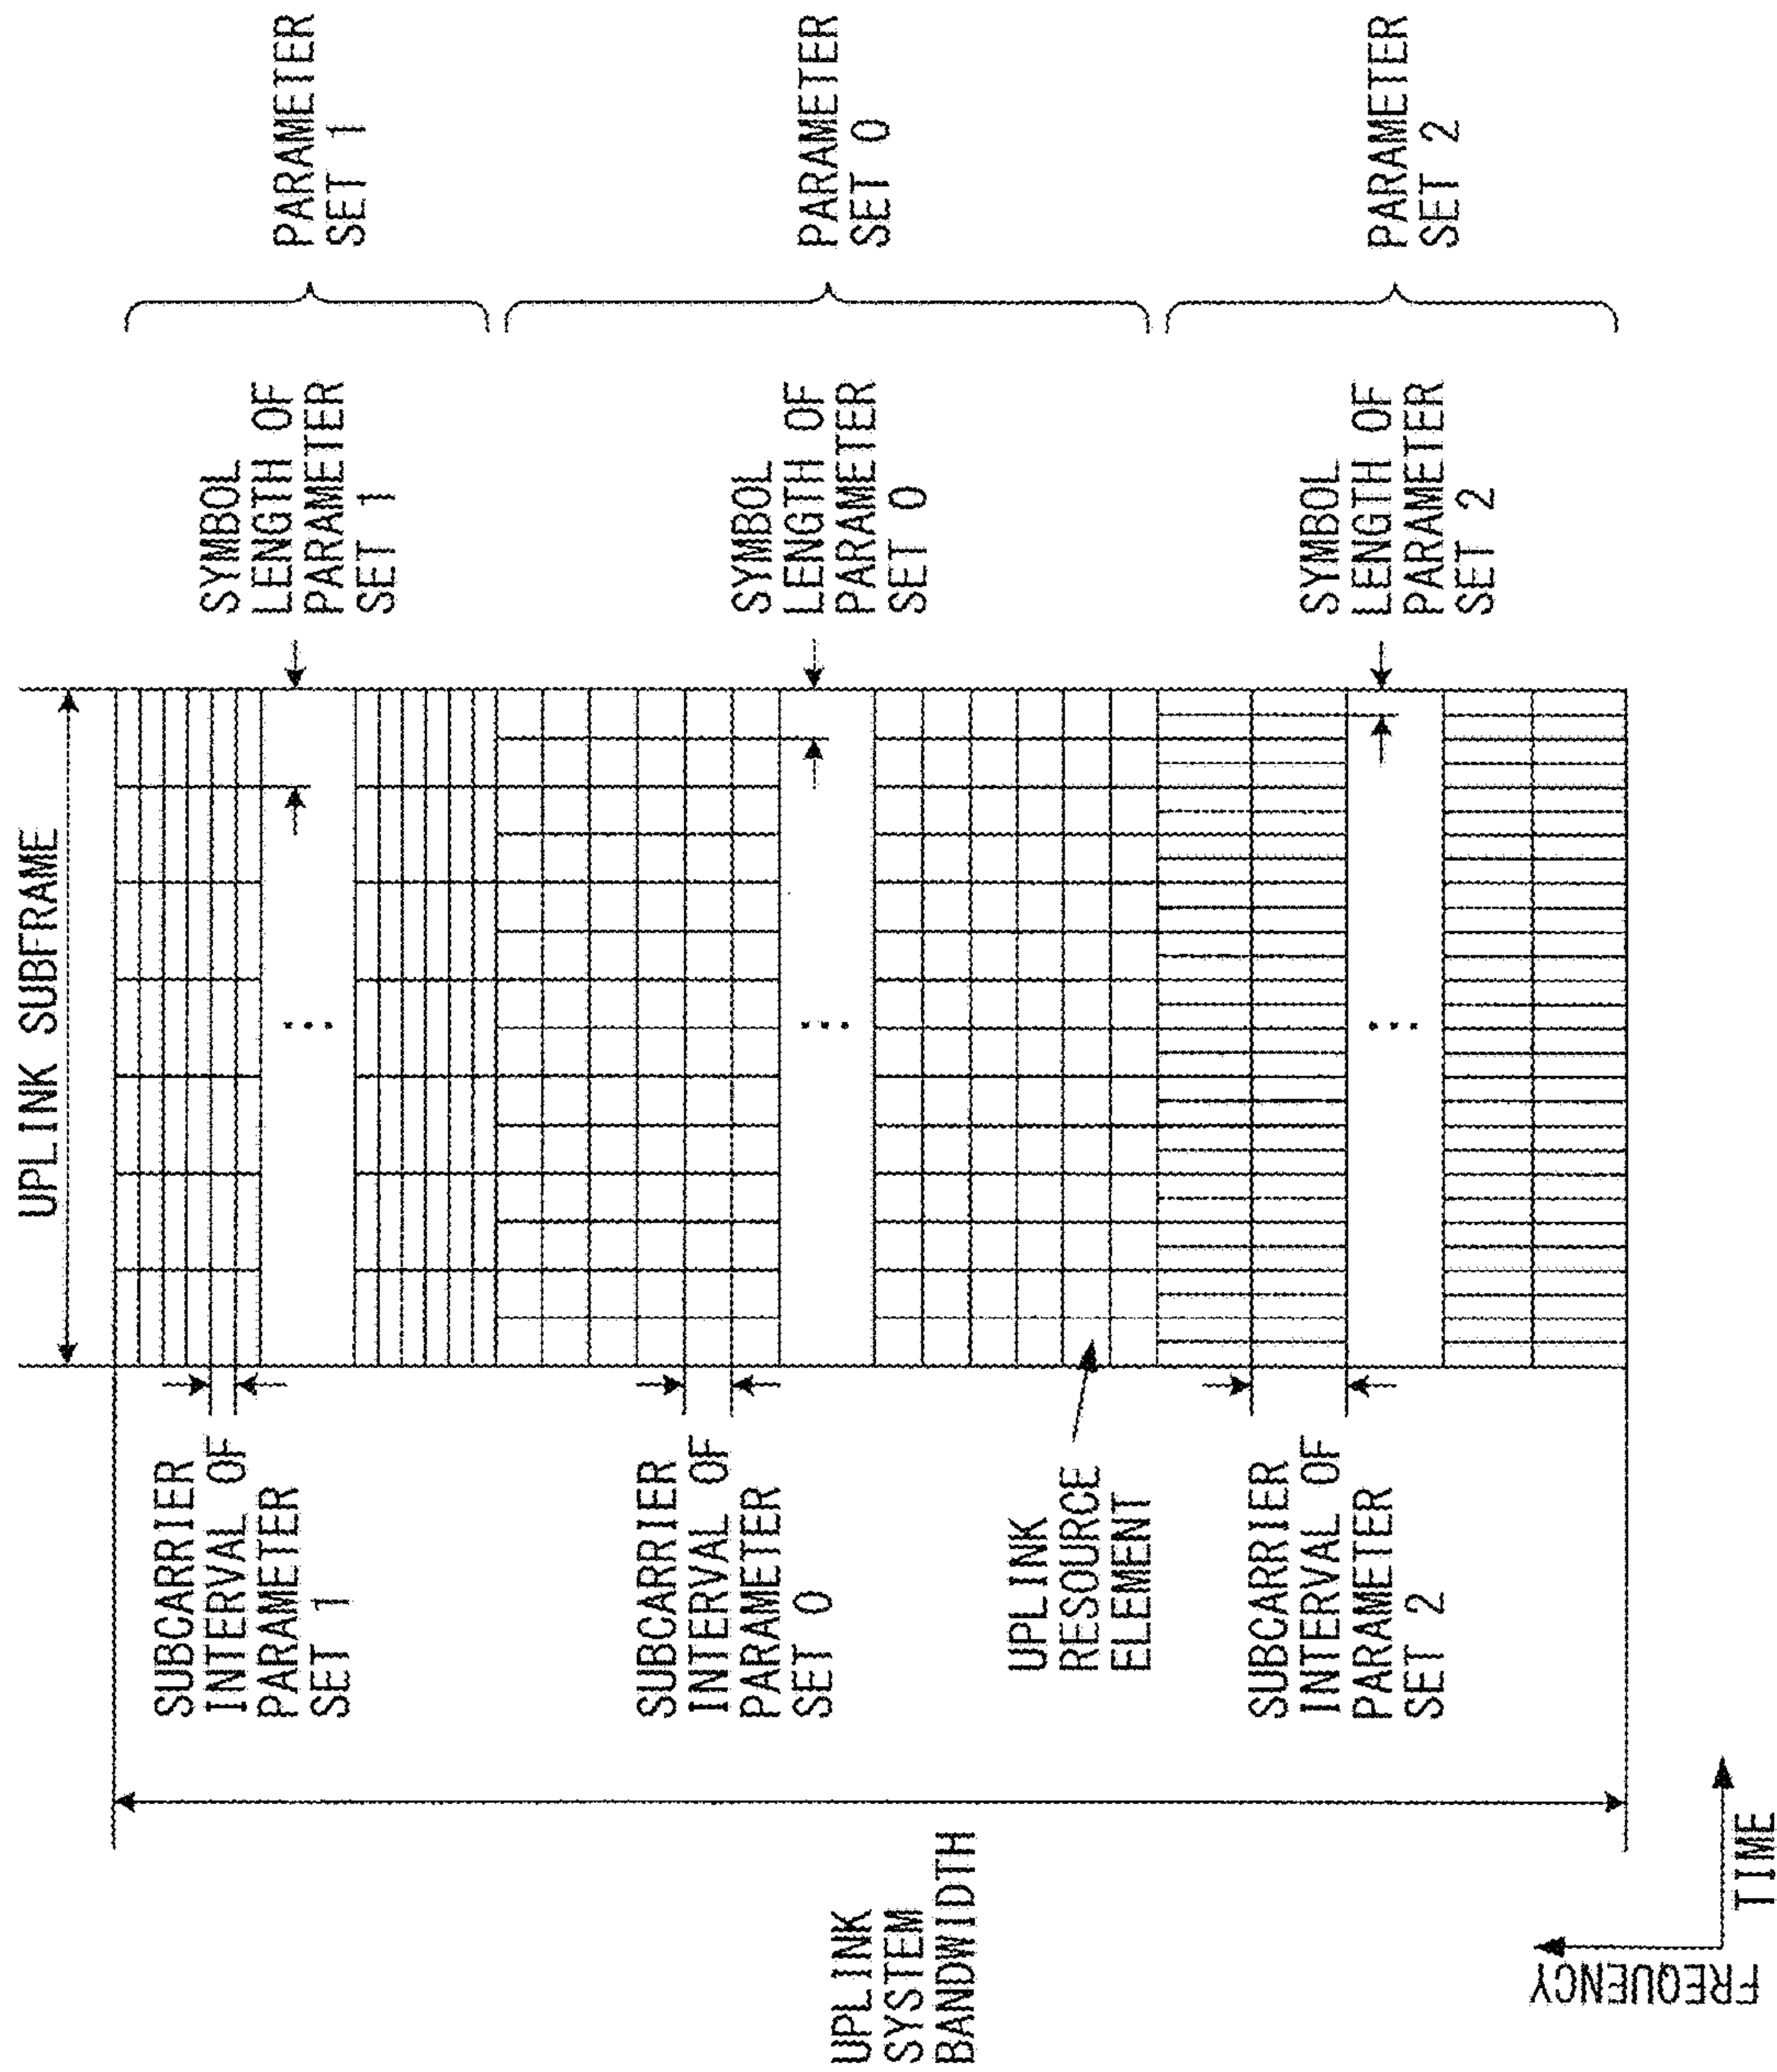 UPLINK SUBFRAME
SUBCARRIER
INTERVAL OF
PARAMETER
SET 1
SYMBOL
LENGTH OF
PARAMETER
SET 1
PARAMETER
SET 1
SUBCARRIER
INTERVAL OF
PARAMETER
SET 0
SYMBOL
LENGTH OF
PARAMETER
SET 0
PARAMETER
SET 0
UPLINK
SYSTEM
BANDWIDTH
UPLINK
RESOURCE
ELEMENT
SUBCARRIER
INTERVAL OF
PARAMETER
SET 2
SYMBOL
LENGTH OF
PARAMETER
SET 2
PARAMETER
SET 2
FREQUENCY
TIME